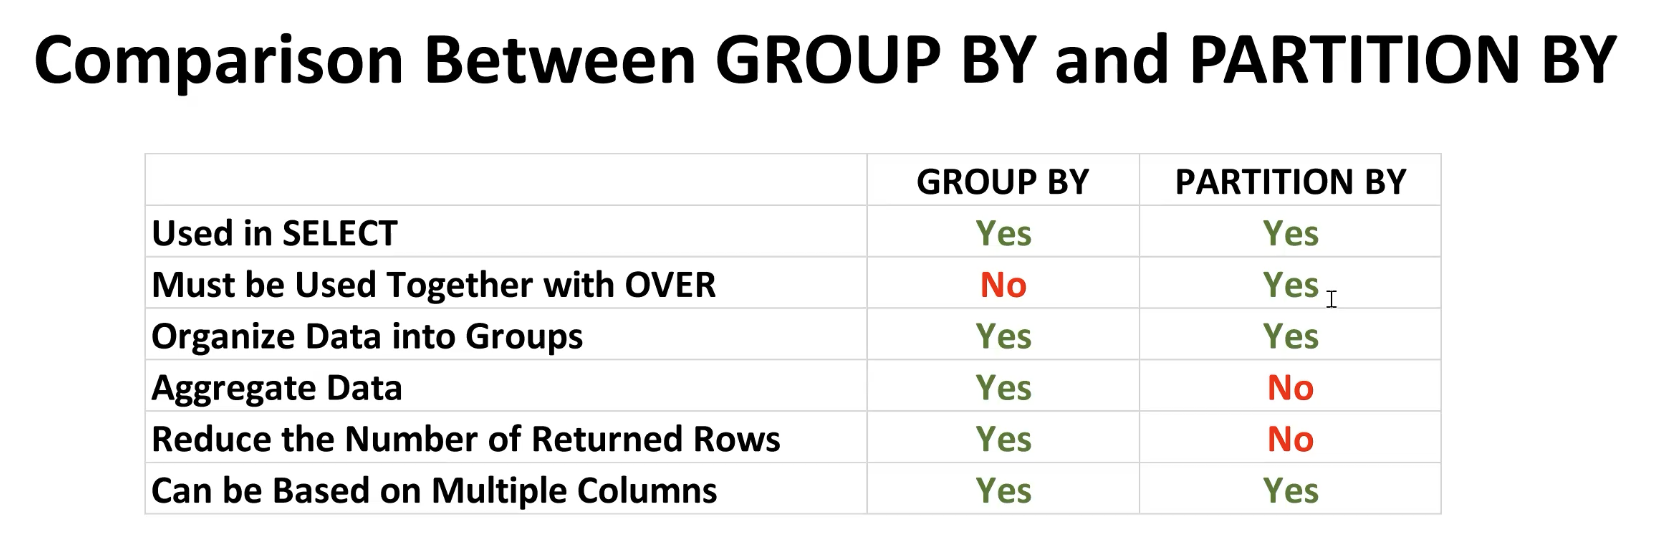 Comparison Between GROUP BY and PARTITION BY
GROUP BY PARTITION BY
Used in SELECT Yes Yes
Must be Used Together with OVER No Yes
Organize Data into Groups Yes Yes
Aggregate Data Yes No
Reduce the Number of Returned Rows Yes No
Can be Based on Multiple Columns Yes Yes